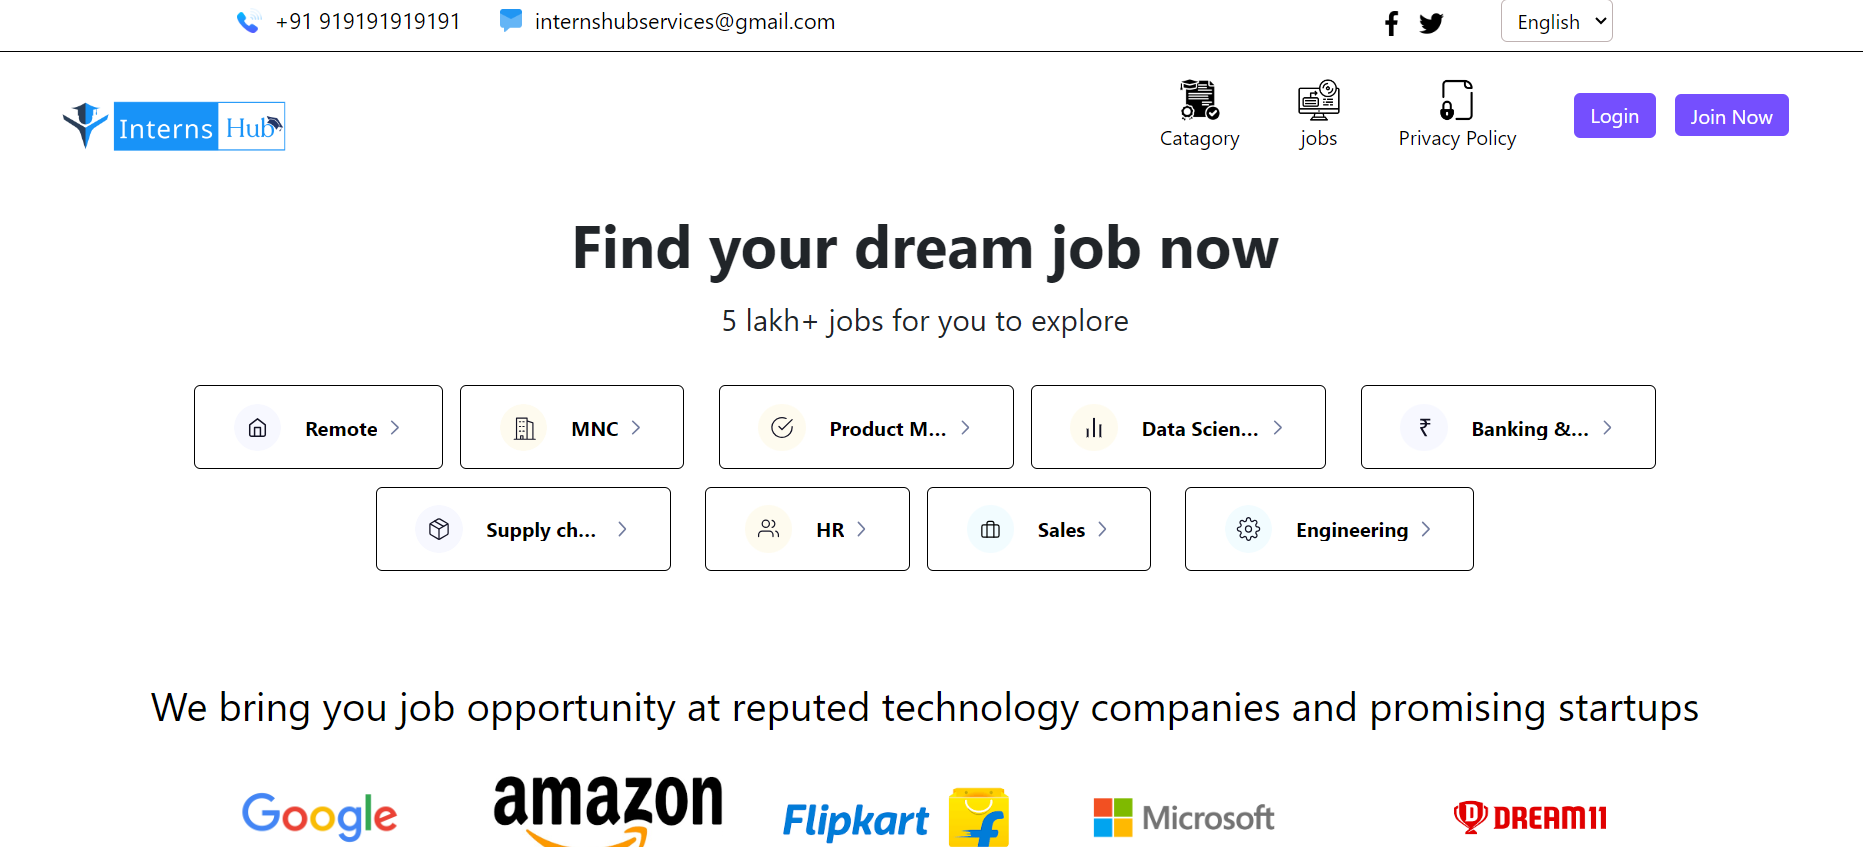 +91 919191919191 internshubservices@gmail.com English
Interns Hub
Catagory jobs Privacy Policy Login Join Now
Find your dream job now
5 lakh+ jobs for you to explore
Remote MNC Product M... Data Scien... Banking &...
Supply ch... HR Sales Engineering
We bring you job opportunity at reputed technology companies and promising startups
Google amazon Flipkart Microsoft DREAM11